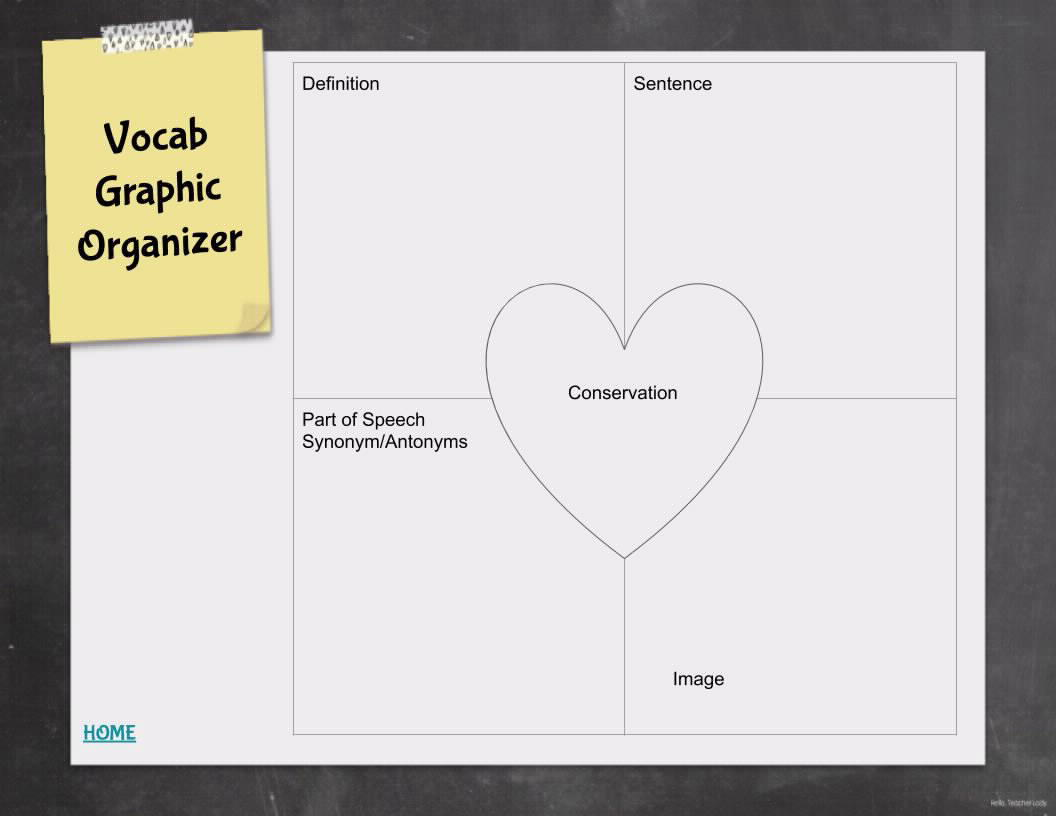 Vocab
Graphic
Organizer
Definition
Sentence
Conservation
Part of Speech
Synonym/Antonyms
Image
HOME
Hello, Teacher Lady